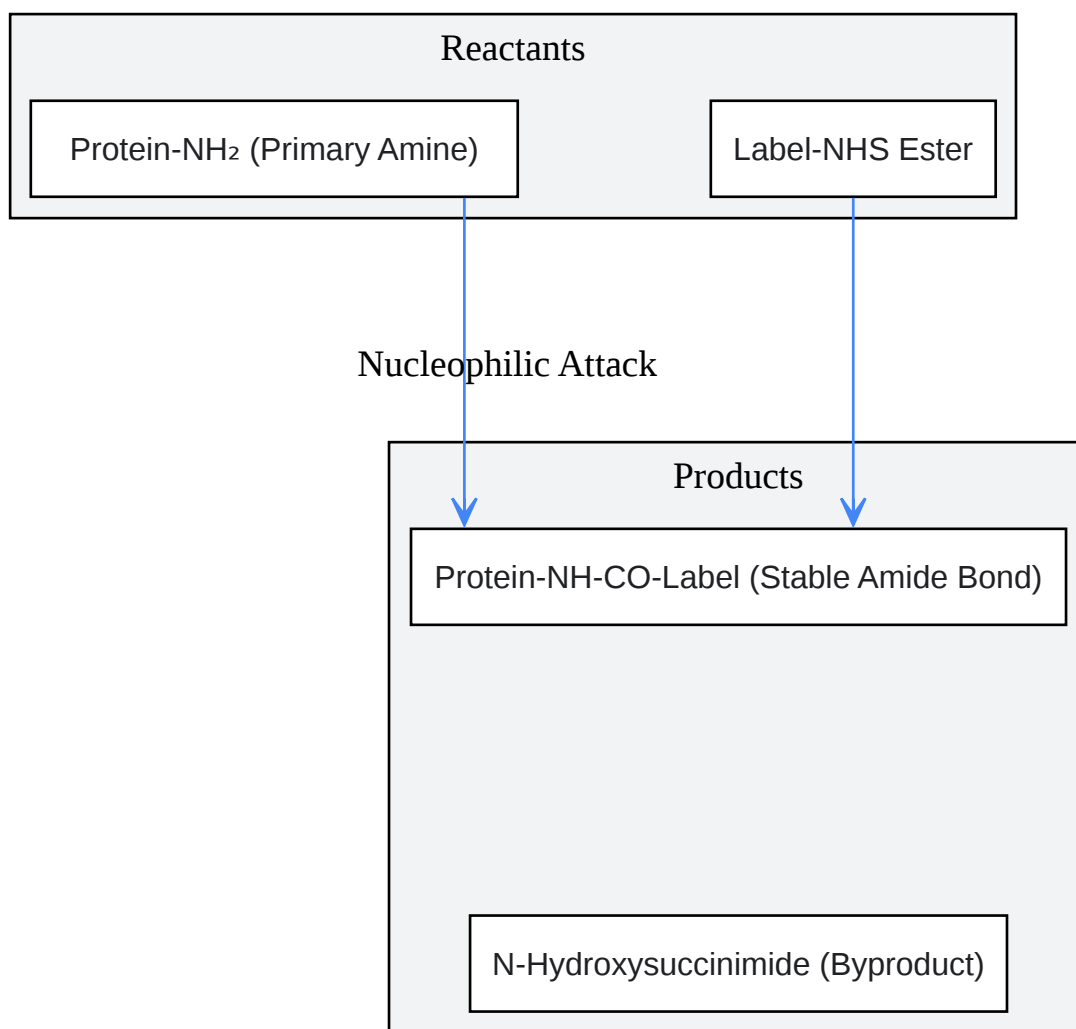 Reactants
Protein-NH₂ (Primary Amine)
Label-NHS Ester
Nucleophilic Attack
Products
Protein-NH-CO-Label (Stable Amide Bond)
N-Hydroxysuccinimide (Byproduct)